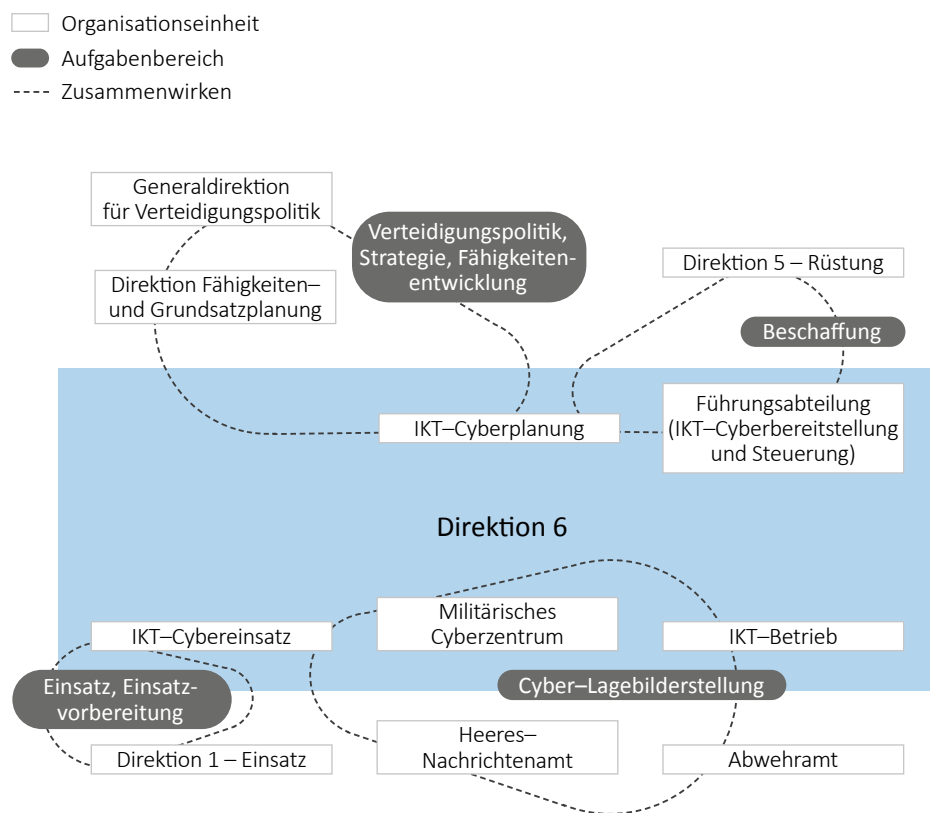 Organisationseinheit
Aufgabenbereich
Zusammenwirken
Generaldirektion
für Verteidigungspolitik
Verteidigungspolitik,
Strategie, Fähigkeiten-
entwicklung
Direktion 5 – Rüstung
Direktion Fähigkeiten–
und Grundsatzplanung
Beschaffung
IKT–Cyberplanung
Führungsabteilung
(IKT–Cyberbereitstellung
und Steuerung)
Direktion 6
IKT–Cybereinsatz
Militärisches
Cyberzentrum
IKT–Betrieb
Einsatz, Einsatz-
vorbereitung
Cyber–Lagebilderstellung
Direktion 1 – Einsatz
Heeres–
Nachrichtenamt
Abwehramt